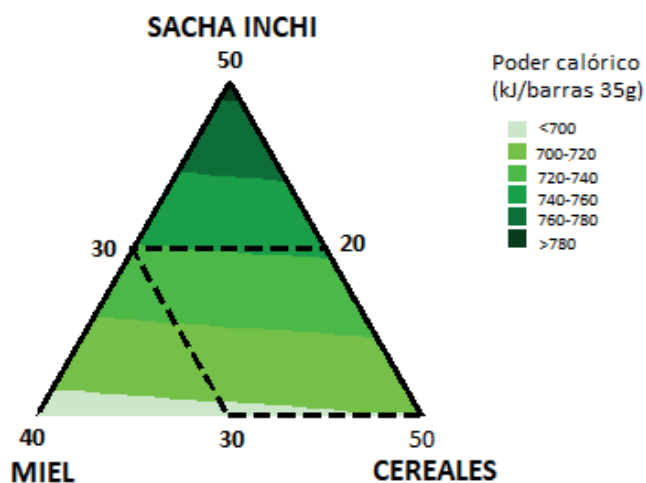 SACHA INCHI
50
Poder calórico
(kJ/barras 35g)
<700
700-720
720-740
740-760
760-780
>780
30
20
40
30
50
MIEL
CEREALES